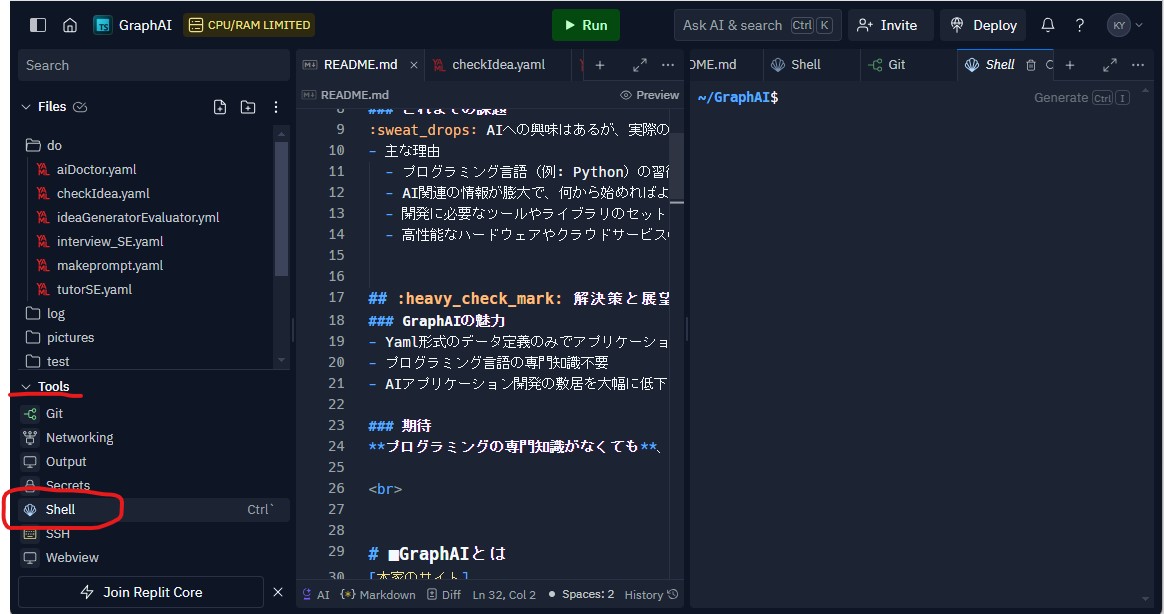 GraphAI CPU/RAM LIMITED Run Ask AI & search Ctrl K Invite Deploy ? KY
Search
Files
do
aiDoctor.yaml
checkIdea.yaml
ideaGeneratorEvaluator.yml
interview_SE.yaml
makeprompt.yaml
tutorSE.yaml
log
pictures
test
Tools
Git
Networking
Output
Secrets
Shell Ctrl`
SSH
Webview
Join Replit Core
README.md checkIdea.yaml
README.md Preview
8 ### これまでの課題
9 :sweat_drops: AIへの興味はあるが、実際の
10 - 主な理由
11 - プログラミング言語（例: Python）の習得
12 - AI関連の情報が膨大で、何から始めればよ
13 - 開発に必要なツールやライブラリのセット
14 - 高性能なハードウェアやクラウドサービス
15
16
17 ## :heavy_check_mark: 解決策と展望
18 ### GraphAIの魅力
19 - Yaml形式のデータ定義のみでアプリケーショ
20 - プログラミング言語の専門知識不要
21 - AIアプリケーション開発の敷居を大幅に低下
22
23 ### 期待
24 **プログラミングの専門知識がなくても**、
25
26 <br>
27
28
29 # ■GraphAIとは
30 [本家のサイト]
AI Markdown Diff Ln 32, Col 2 Spaces: 2 History
DME.md Shell Git Shell
~/GraphAI$ Generate Ctrl I